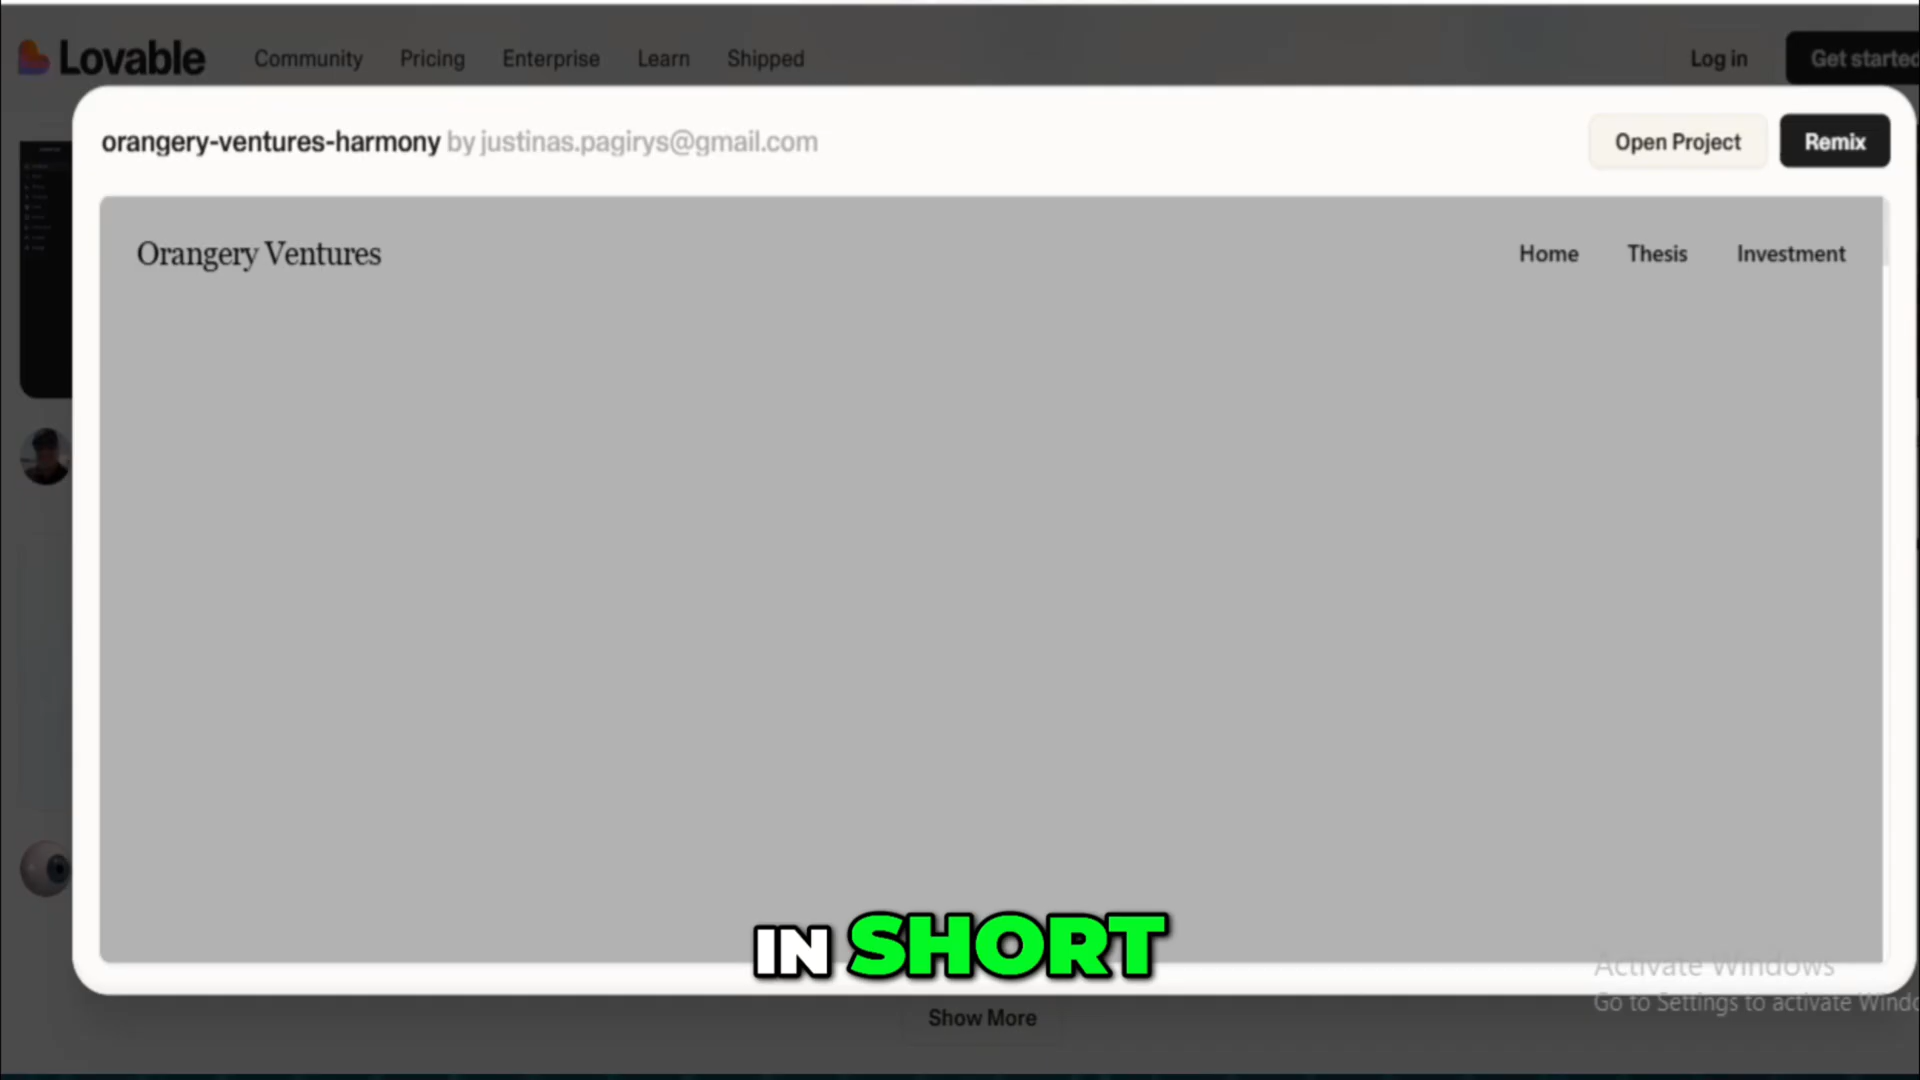 Lovable Community Pricing Enterprise Learn Shipped Log in Get started
orangery-ventures-harmony by justinas.pagirys@gmail.com Open Project Remix
Orangery Ventures Home Thesis Investment
IN SHORT
Activate Windows
Go to Settings to activate Windo
Show More